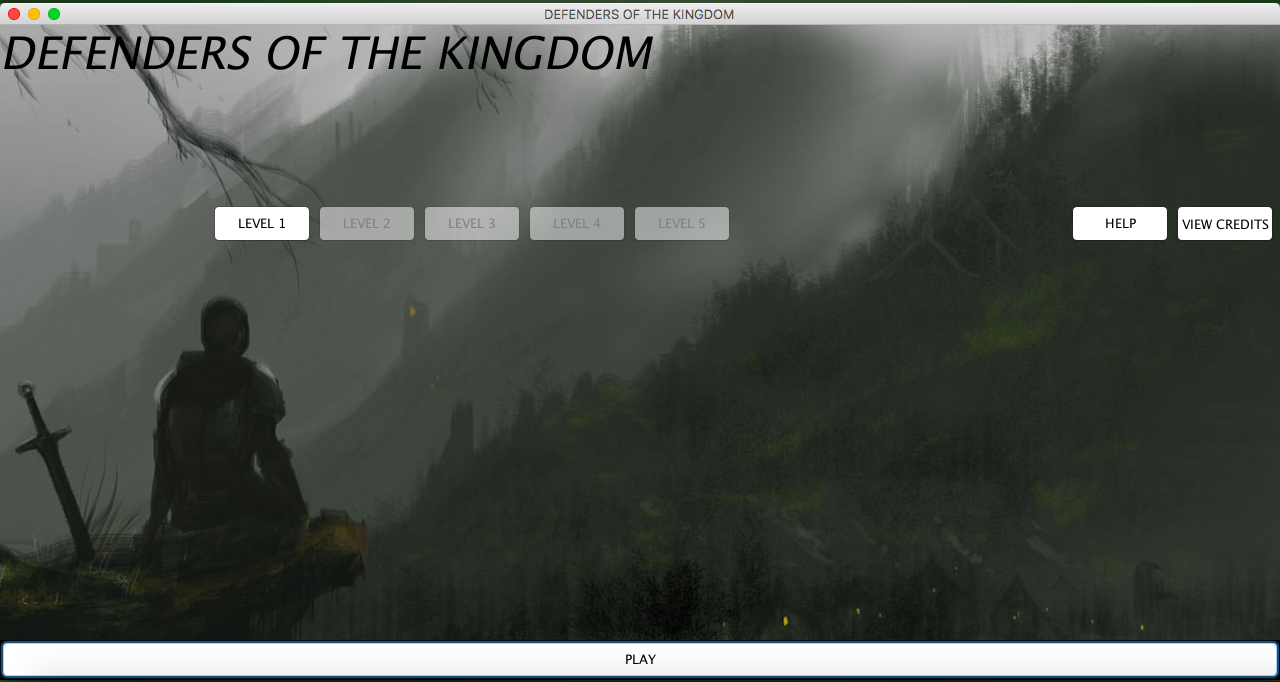 DEFENDERS OF THE KINGDOM
DEFENDERS OF THE KINGDOM
LEVEL 1 LEVEL 2 LEVEL 3 LEVEL 4 LEVEL 5 HELP VIEW CREDITS
PLAY